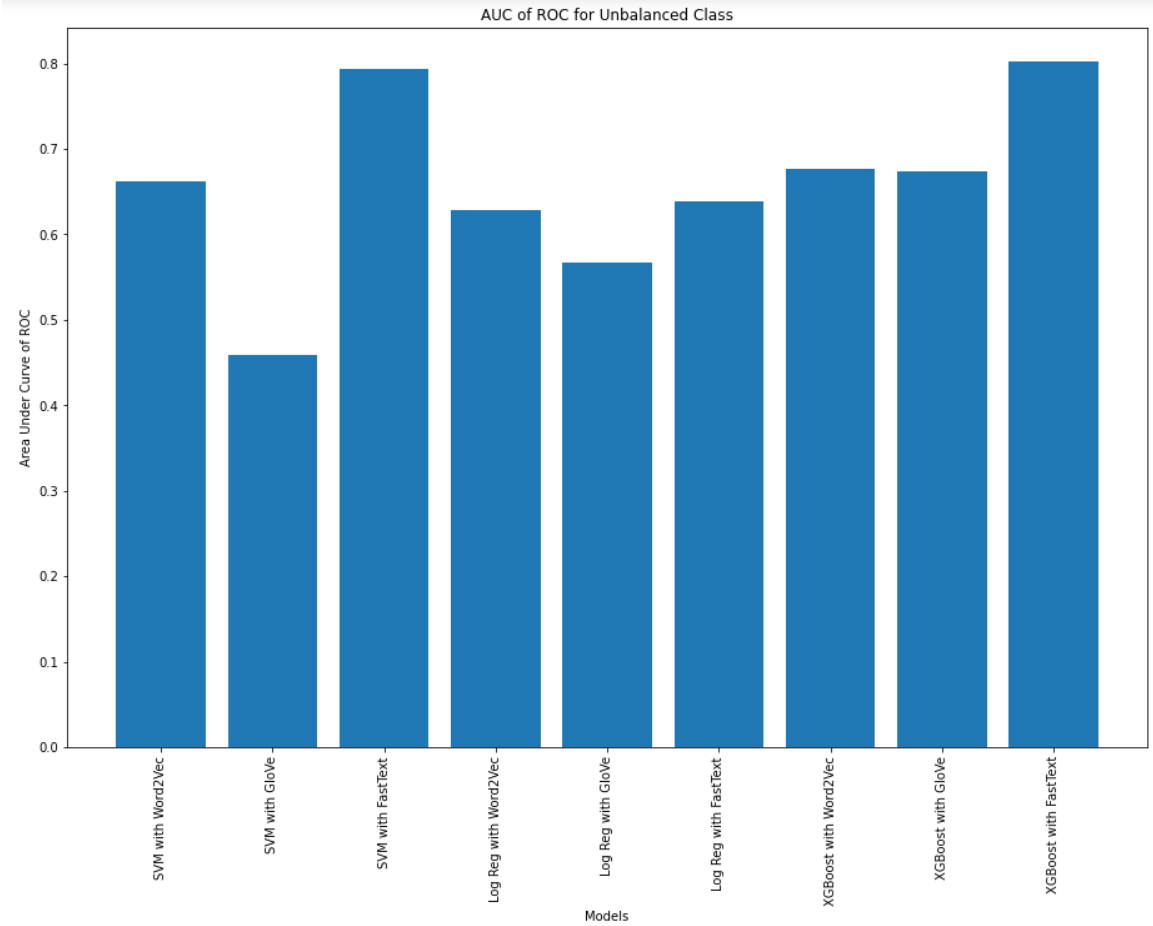 AUC of ROC for Unbalanced Class
Area Under Curve of ROC
0.8
0.7
0.6
0.5
0.4
0.3
0.2
0.1
0.0
SVM with Word2Vec
SVM with GloVe
SVM with FastText
Log Reg with Word2Vec
Log Reg with GloVe
Log Reg with FastText
XGBoost with Word2Vec
XGBoost with GloVe
XGBoost with FastText
Models